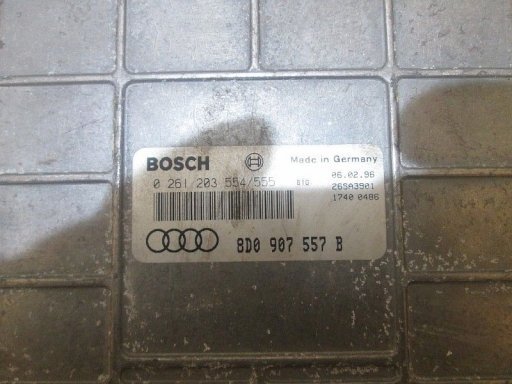 BOSCH
Made in Germany
0 261 203 554/555
06.02.96
26SA3901
1740 0486
8D0 907 557 B